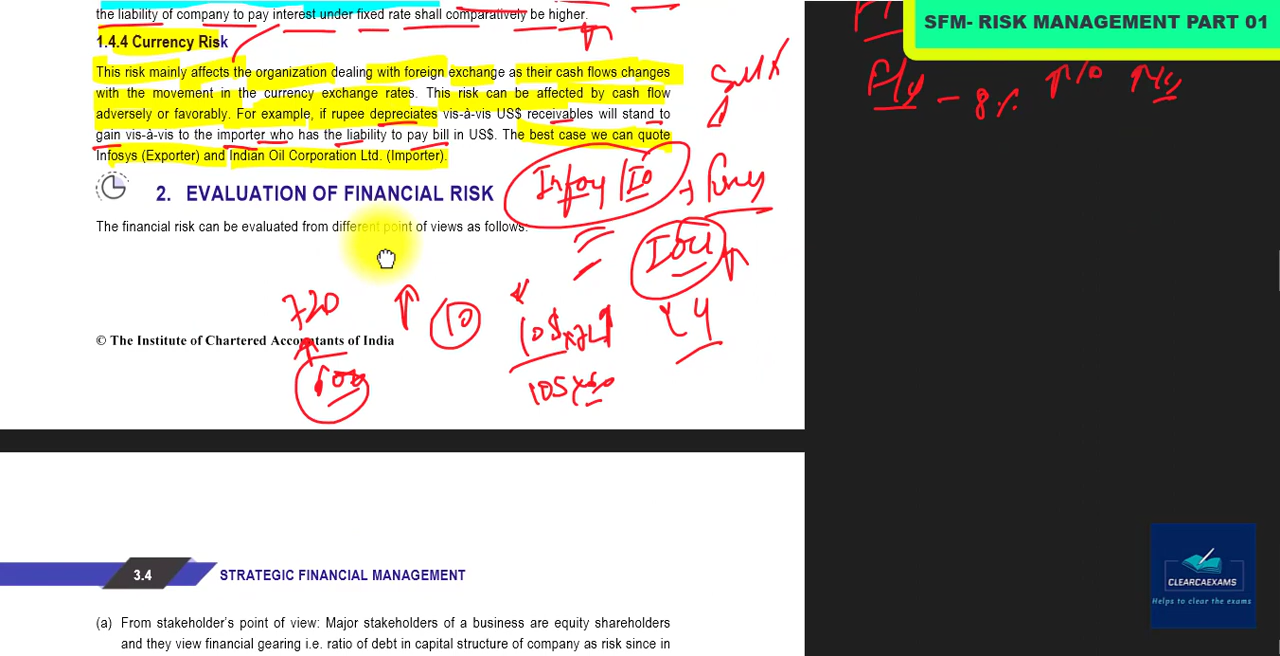 the liability of company to pay interest under fixed rate shall comparatively be higher.
SFM- RISK MANAGEMENT PART 01
1.4.4 Currency Risk
This risk mainly affects the organization dealing with foreign exchange as their cash flows changes
with the movement in the currency exchange rates. This risk can be affected by cash flow
adversely or favorably. For example, if rupee depreciates vis-à-vis US$ receivables will stand to
gain vis-à-vis to the importer who has the liability to pay bill in US$. The best case we can quote
Infosys (Exporter) and Indian Oil Corporation Ltd. (Importer).
- 8%
2. EVALUATION OF FINANCIAL RISK
The financial risk can be evaluated from different point of views as follows:
720
10
600
© The Institute of Chartered Accountants of India
3.4 STRATEGIC FINANCIAL MANAGEMENT
(a) From stakeholder's point of view: Major stakeholders of a business are equity shareholders
and they view financial gearing i.e. ratio of debt in capital structure of company as risk since in
CLEARCAEXAMS
Helps to clear the exams